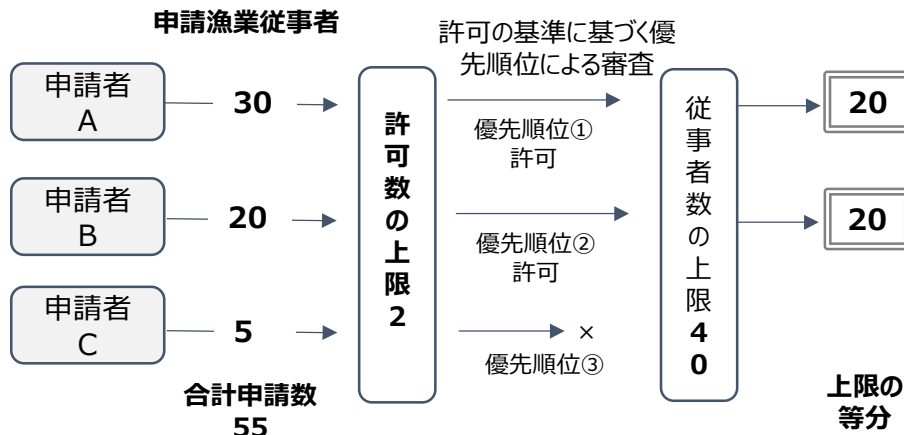 申請漁業従事者
申請者
A
30
申請者
B
20
申請者
C
5
合計申請数
55
許可数の上限2
許可の基準に基づく優
先順位による審査
優先順位①
許可
優先順位②
許可
×
優先順位③
従事者数の上限40
20
20
上限の
等分